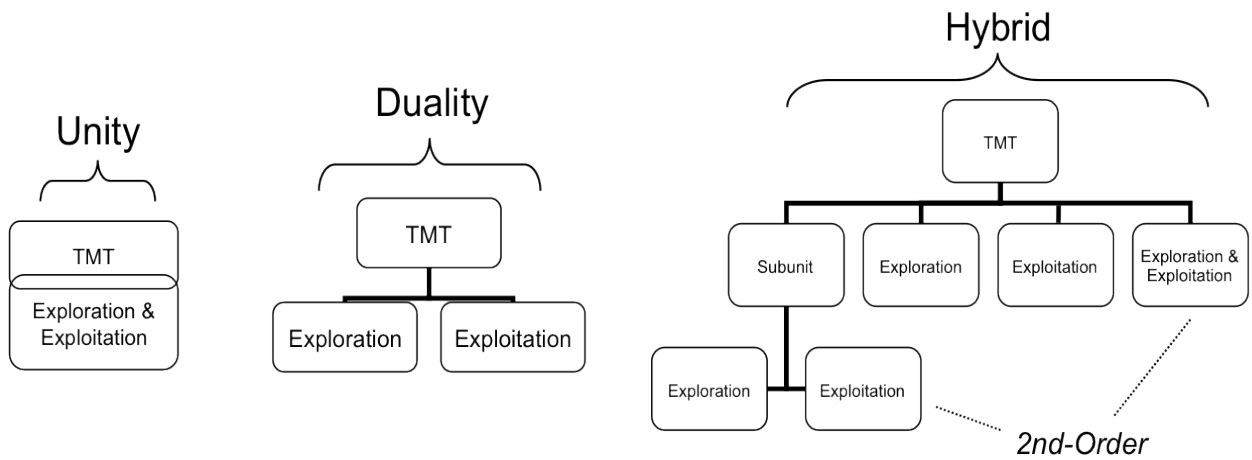 Unity
TMT
Exploration &
Exploitation
Duality
TMT
Exploration
Exploitation
Hybrid
TMT
Subunit
Exploration
Exploitation
Exploration &
Exploitation
Exploration
Exploitation
2nd-Order